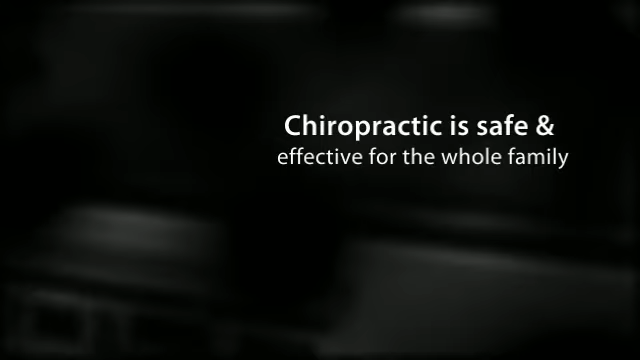 Chiropractic is safe &
effective for the whole family